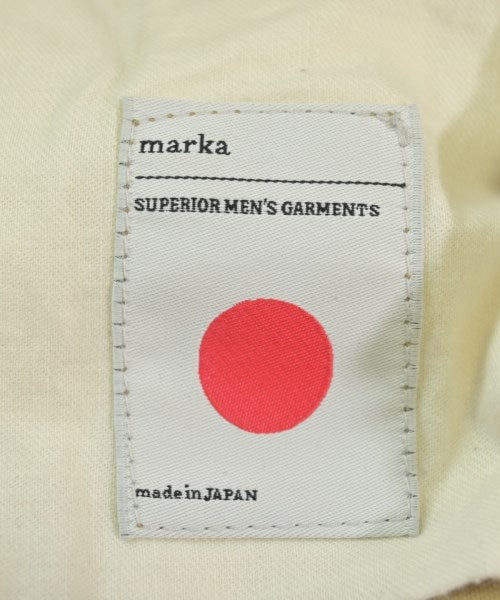 marka
SUPERIOR MEN'S GARMENTS
made in JAPAN